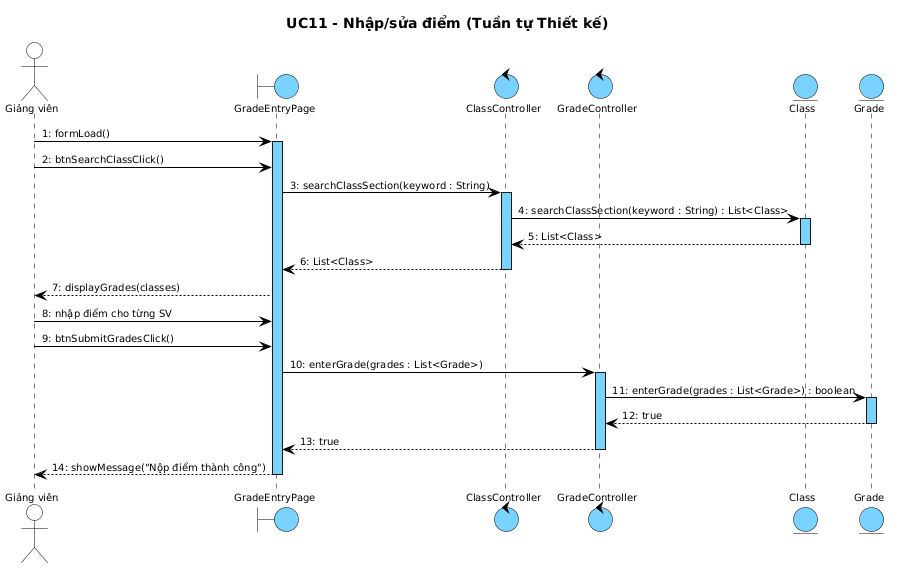 UC11 - Nhập/sửa điểm (Tuần tự Thiết kế)
Giảng viên
GradeEntryPage
ClassController
GradeController
Class
Grade
1: formLoad()
2: btnSearchClassClick()
3: searchClassSection(keyword : String)
4: searchClassSection(keyword : String) : List<Class>
5: List<Class>
6: List<Class>
7: displayGrades(classes)
8: nhập điểm cho từng SV
9: btnSubmitGradesClick()
10: enterGrade(grades : List<Grade>)
11: enterGrade(grades : List<Grade>) : boolean
12: true
13: true
14: showMessage("Nộp điểm thành công")
Giảng viên
GradeEntryPage
ClassController
GradeController
Class
Grade